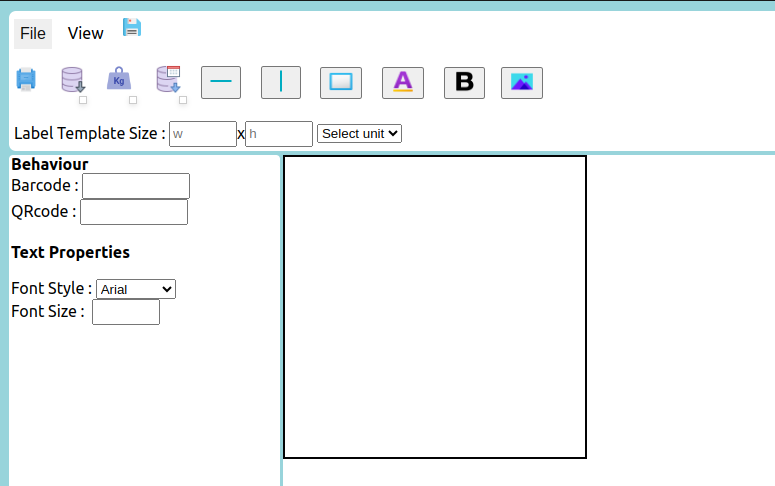 File View
Kg
A B
Label Template Size : w x h Select unit
Behaviour
Barcode :
QRcode :
Text Properties
Font Style : Arial
Font Size :